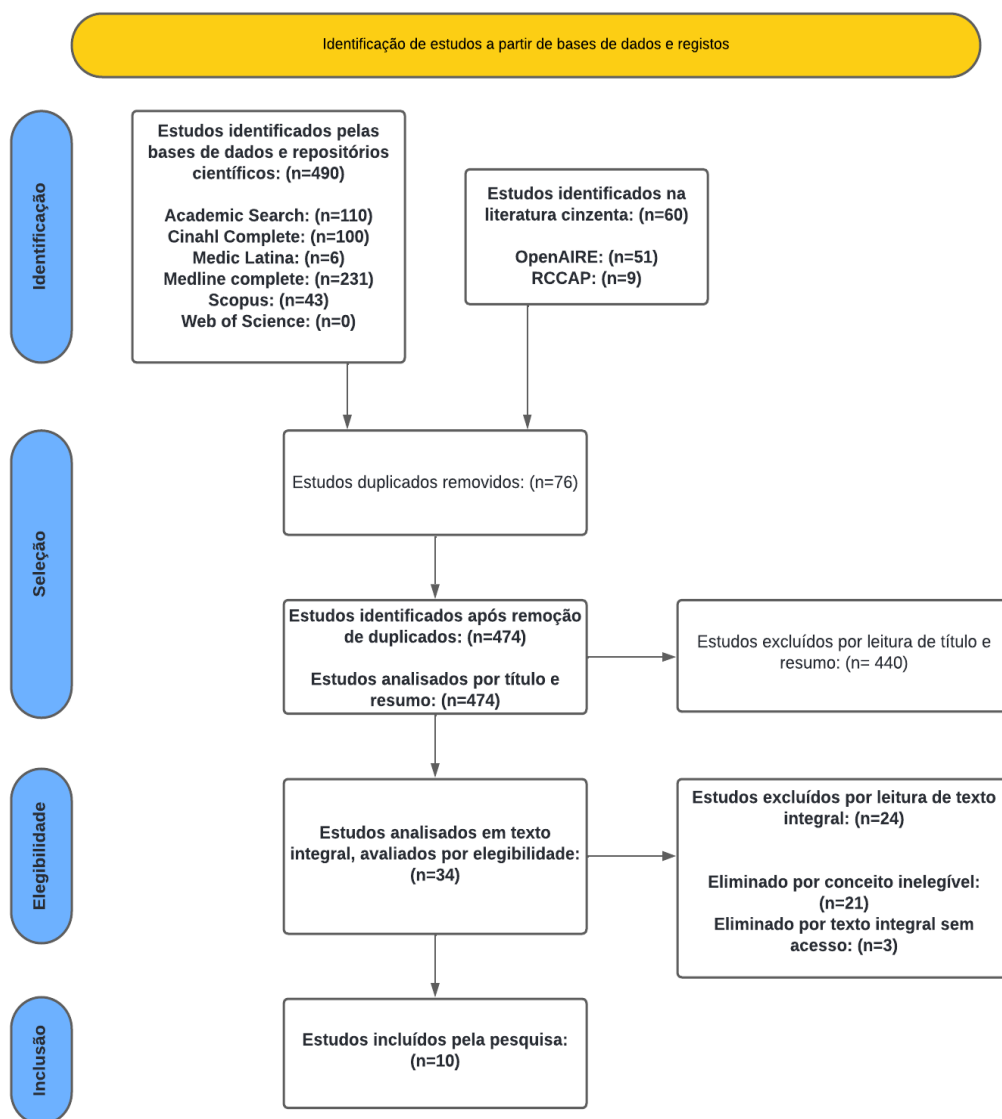 Identificação de estudos a partir de bases de dados e registos
Identificação
Estudos identificados pelas
bases de dados e repositórios
científicos: (n=490)
Academic Search: (n=110)
Cinahl Complete: (n=100)
Medic Latina: (n=6)
Medline complete: (n=231)
Scopus: (n=43)
Web of Science: (n=0)
Estudos identificados na
literatura cinzenta: (n=60)
OpenAIRE: (n=51)
RCCAP: (n=9)
Seleção
Estudos duplicados removidos: (n=76)
Estudos identificados após remoção
de duplicados: (n=474)
Estudos analisados por título e
resumo: (n=474)
Estudos excluídos por leitura de título e
resumo: (n= 440)
Elegibilidade
Estudos analisados em texto
integral, avaliados por elegibilidade:
(n=34)
Estudos excluídos por leitura de texto
integral: (n=24)
Eliminado por conceito inelegível:
(n=21)
Eliminado por texto integral sem
acesso: (n=3)
Inclusão
Estudos incluídos pela pesquisa:
(n=10)